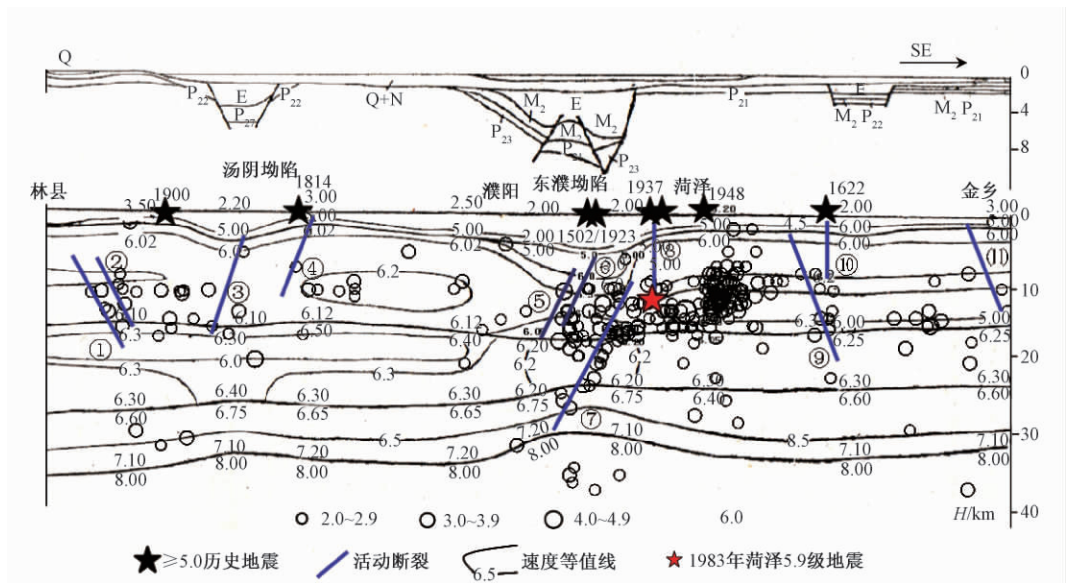 Q SE
0
P22 E P22 Q+N M2 E M2 P21 4
P27 P23 M2 M2 P22 M2 P21
P23 8
汤阴坳陷 东濮坳陷
林县 1900 1814 濮阳 1937 菏泽 1948 1622 金乡
3.50 2.20 3.00 2.50 2.00 2.00 2.00 3.00
0
6.02 5.00 6.02 5.00 6.02 2.00 5.00 1502/1923 5.00 6.00 4.5 6.00 6.00
② ④ 6.2 ⑥ ⑧ ⑩ ⑪
③ ⑤ 10
6.10 6.12 6.12 6.00 5.00
① 6.3 6.30 6.50 6.40 6.20 6.25 6.25
6.3 6.0 6.3 6.2 6.2 ⑨ 20
6.30 6.40 6.30 6.30 6.20 6.20 6.30 6.30
6.60 6.75 6.65 6.65 6.75 6.75 6.40 6.60 6.60
⑦
7.10 7.10 7.20 6.5 7.20 7.20 7.10 8.5 7.10 7.10 30
8.00 8.00 8.00 8.00 8.00 8.00 8.00 8.00
2.0~2.9 3.0~3.9 4.0~4.9 6.0 H/km 40
≥5.0历史地震 活动断裂 6.5 速度等值线 1983年菏泽5.9级地震